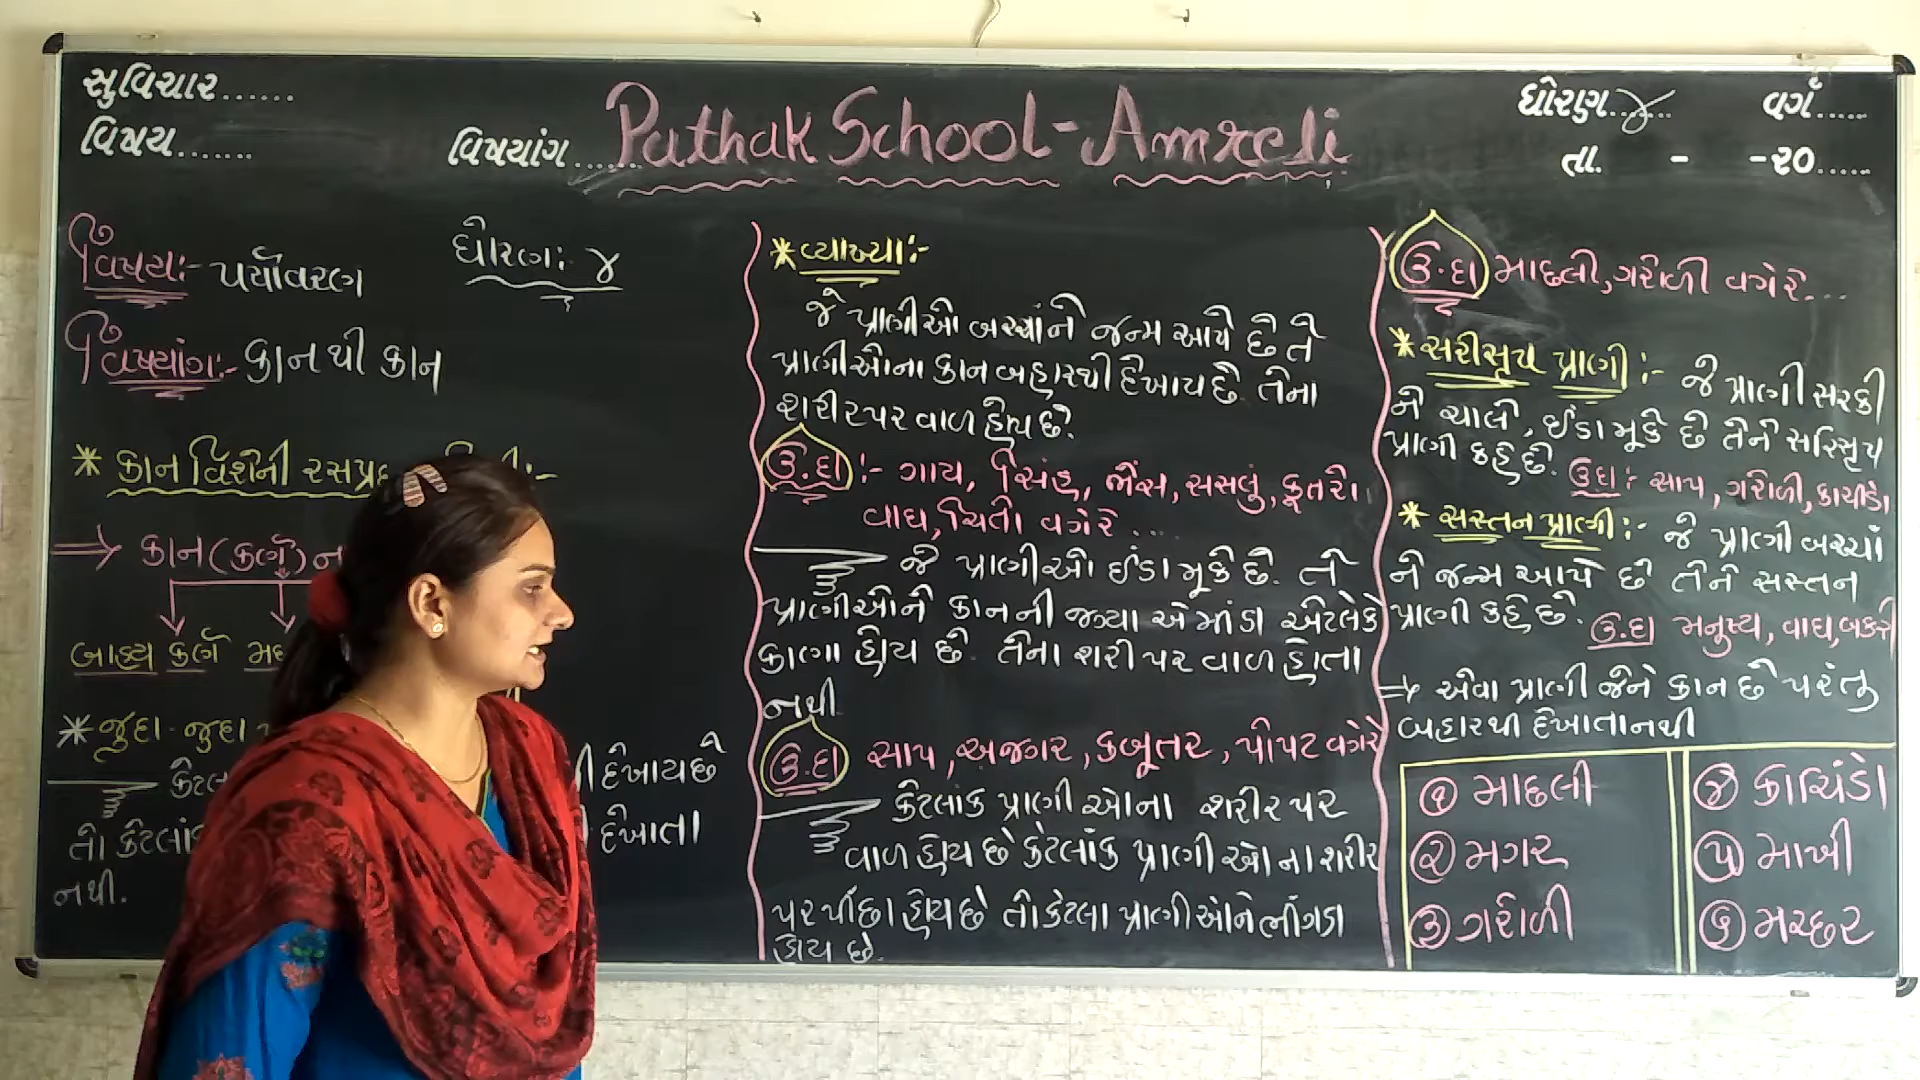 સુવિચાર......
વિષય.......
વિષયાંગ......
Pathak School-Amreli
ધોરણ..૪...
વર્ગ.....
તા. - -૨૦.....
વિષય:- પર્યાવરણ
ધોરણ: ૪
વિષયાંગ:- કાનથી કાન
* કાન વિશેની
⇒ કાન(કર્ણ)
બાહ્ય કર્ણ
* જુદા-જુદા
દેખાય છે
તો
દેખાતા
નથી.
* વ્યાખ્યા:-
જે પ્રાણીઓ બચ્ચાંને જન્મ આપે છે તે
પ્રાણીઓના કાન બહારથી દેખાય છે. તેના
શરીર પર વાળ હોય છે.
ઉ.દા :- ગાય, સિંહ, ભેંસ, સસલું, કૂતરો
વાઘ, ચિતો વગેરે...
જે પ્રાણીઓ ઈંડા મૂકે છે. તે
પ્રાણીઓને કાનની જગ્યા એ મીંડા એટલેકે
કાણા હોય છે. તેના શરીર પર વાળ હોતા
નથી
ઉ.દા સાપ, અજગર, કબૂતર, પોપટ વગેરે
કેટલાંક પ્રાણીઓના શરીર પર
વાળ હોય છે કેટલાંક પ્રાણીઓના શરીર
પર પીંછા હોય છે તો કેટલા પ્રાણીઓને ભીંગડા
હોય છે.
ઉ.દા માછલી, ગરોળી વગેરે...
* સરીસૃપ પ્રાણી:- જે પ્રાણી સરકી
ને ચાલે, ઈંડા મૂકે છે તેને સરિસૃપ
પ્રાણી કહે છે. ઉદા: સાપ, ગરોળી, કાચીંડો
* સસ્તન પ્રાણી:- જે પ્રાણી બચ્ચાં
ને જન્મ આપે છે તેને સસ્તન
પ્રાણી કહે છે. ઉ.દા મનુષ્ય, વાઘ, બકરી
⇒ એવા પ્રાણી જેને કાન છે પરંતુ
બહારથી દેખાતા નથી
૧ માછલી
૨ મગર
૩ ગરોળી
૪ કાચિંડો
૫ માખી
૬ મચ્છર